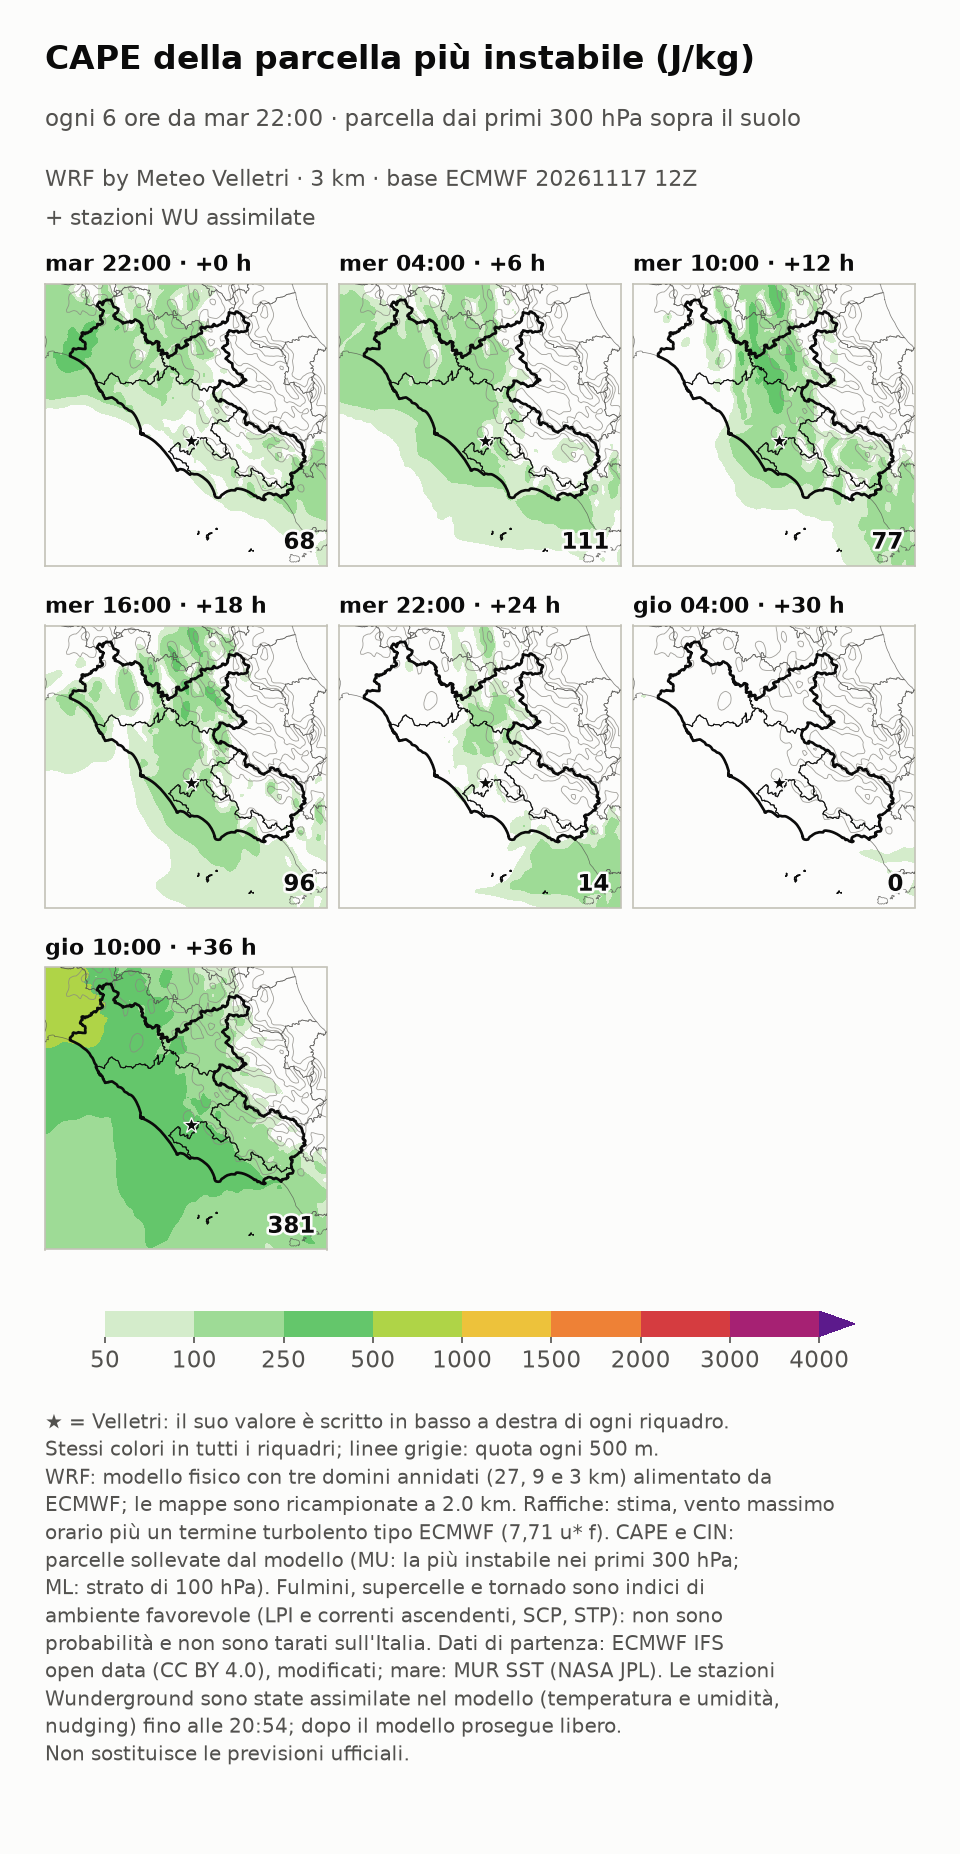 CAPE della parcella più instabile (J/kg)
ogni 6 ore da mar 22:00 · parcella dai primi 300 hPa sopra il suolo
WRF by Meteo Velletri · 3 km · base ECMWF 20261117 12Z
+ stazioni WU assimilate
mar 22:00 · +0 h
mer 04:00 · +6 h
mer 10:00 · +12 h
68
111
77
mer 16:00 · +18 h
mer 22:00 · +24 h
gio 04:00 · +30 h
96
14
0
gio 10:00 · +36 h
381
50 100 250 500 1000 1500 2000 3000 4000
★ = Velletri: il suo valore è scritto in basso a destra di ogni riquadro.
Stessi colori in tutti i riquadri; linee grigie: quota ogni 500 m.
WRF: modello fisico con tre domini annidati (27, 9 e 3 km) alimentato da
ECMWF; le mappe sono ricampionate a 2.0 km. Raffiche: stima, vento massimo
orario più un termine turbolento tipo ECMWF (7,71 u* f). CAPE e CIN:
parcelle sollevate dal modello (MU: la più instabile nei primi 300 hPa;
ML: strato di 100 hPa). Fulmini, supercelle e tornado sono indici di
ambiente favorevole (LPI e correnti ascendenti, SCP, STP): non sono
probabilità e non sono tarati sull'Italia. Dati di partenza: ECMWF IFS
open data (CC BY 4.0), modificati; mare: MUR SST (NASA JPL). Le stazioni
Wunderground sono state assimilate nel modello (temperatura e umidità,
nudging) fino alle 20:54; dopo il modello prosegue libero.
Non sostituisce le previsioni ufficiali.